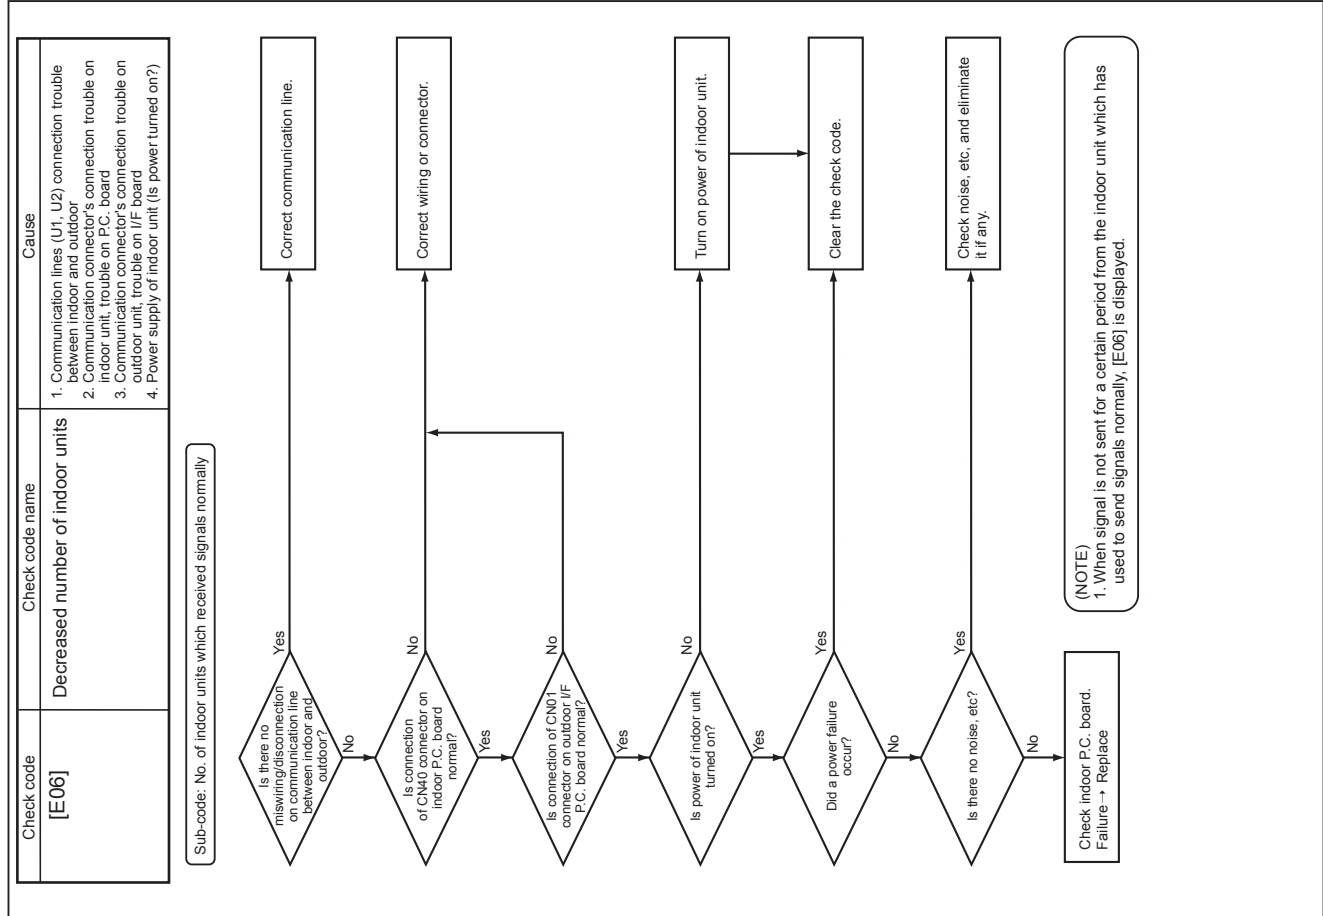 Check code
Check code name
Cause
[E06]
Decreased number of indoor units
1. Communication lines (U1, U2) connection trouble
between indoor and outdoor
2. Communication connector's connection trouble on
indoor unit, trouble on P.C. board
3. Communication connector's connection trouble on
outdoor unit, trouble on I/F board
4. Power supply of indoor unit (Is power turned on?)
Sub-code: No. of indoor units which received signals normally
Is there no
miswiring/disconnection
on communication line
between indoor and
outdoor?
Yes
Correct communication line.
No
Is connection
of CN40 connector on
indoor P.C. board
normal?
No
Correct wiring or connector.
Yes
Is connection of CN01
connector on outdoor I/F
P.C. board normal?
No
Yes
Is power of indoor unit
turned on?
No
Turn on power of indoor unit.
Yes
Did a power failure
occur?
Yes
Clear the check code.
No
Is there no noise, etc?
Yes
Check noise, etc, and eliminate
it if any.
No
Check indoor P.C. board.
Failure→ Replace
(NOTE)
1. When signal is not sent for a certain period from the indoor unit which has
used to send signals normally, [E06] is displayed.